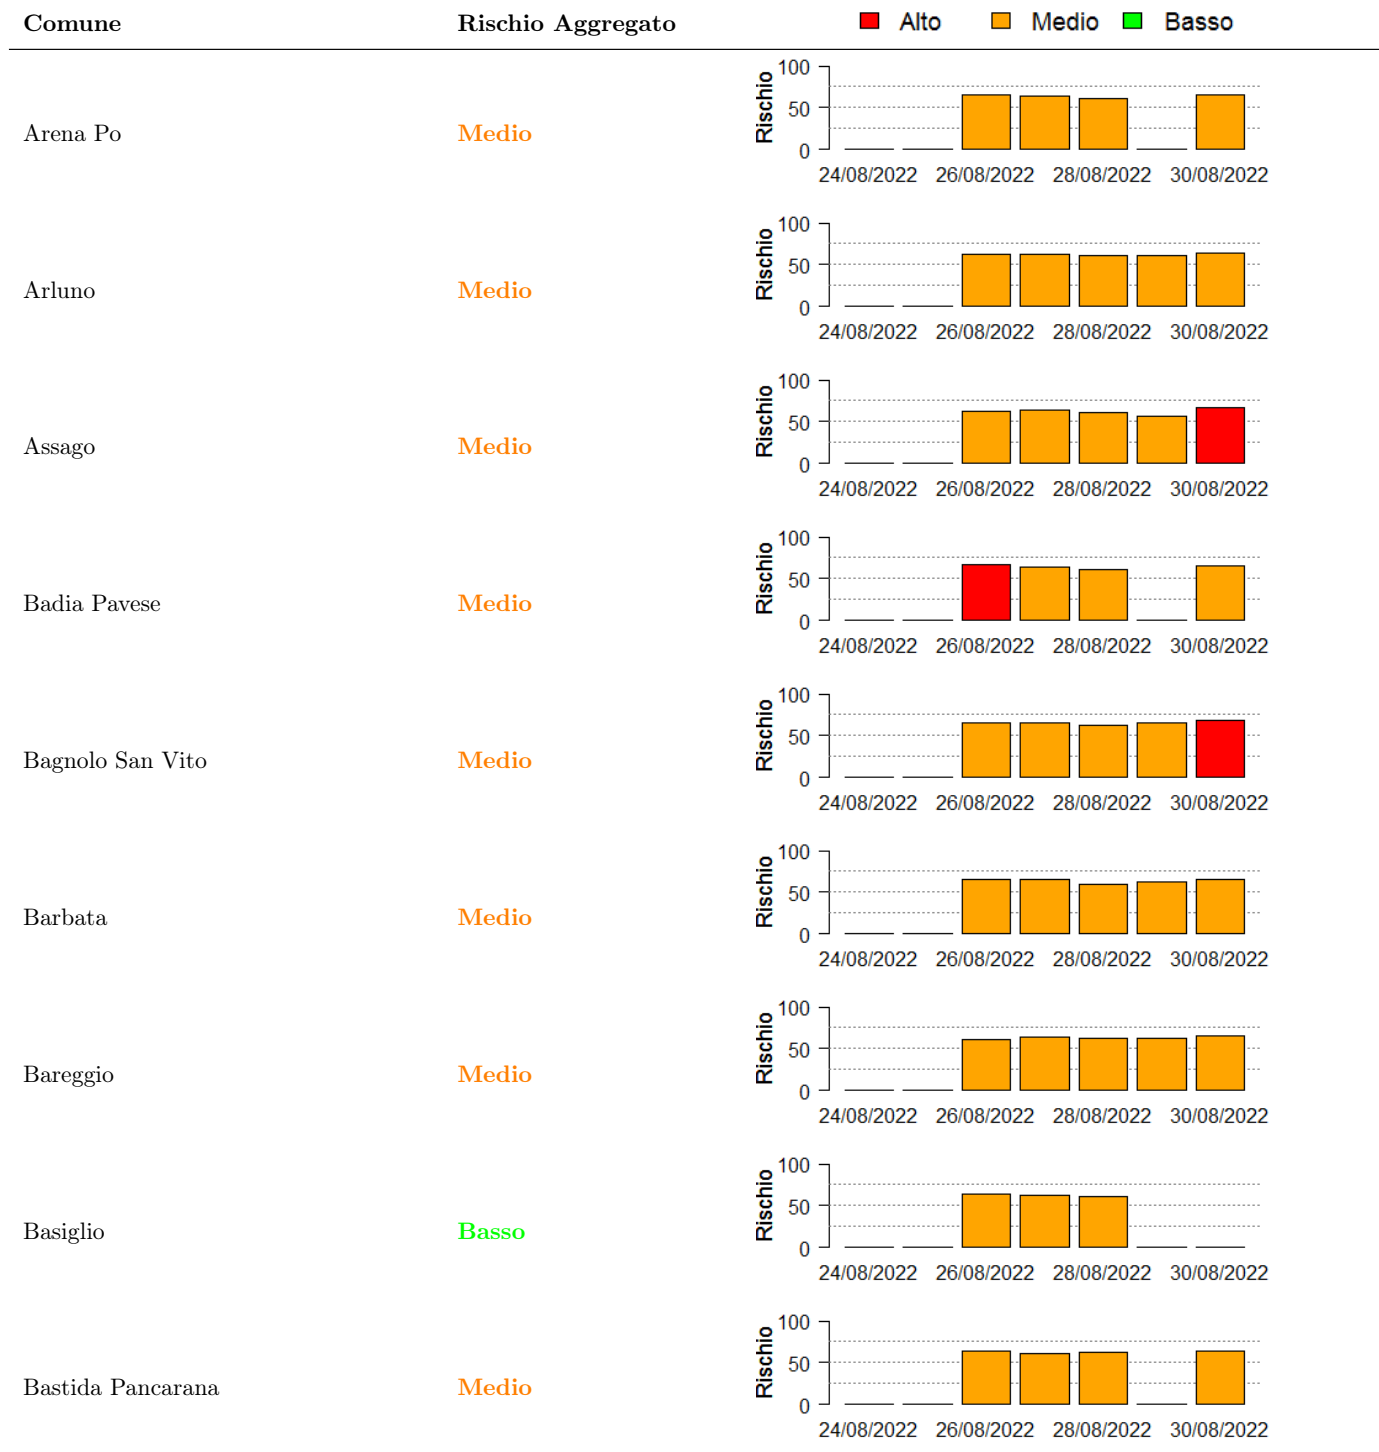 Comune Rischio Aggregato Alto Medio Basso
100
50
0
Rischio
Arena Po Medio
24/08/2022 26/08/2022 28/08/2022 30/08/2022
100
50
0
Rischio
Arluno Medio
24/08/2022 26/08/2022 28/08/2022 30/08/2022
100
50
0
Rischio
Assago Medio
24/08/2022 26/08/2022 28/08/2022 30/08/2022
100
50
0
Rischio
Badia Pavese Medio
24/08/2022 26/08/2022 28/08/2022 30/08/2022
100
50
0
Rischio
Bagnolo San Vito Medio
24/08/2022 26/08/2022 28/08/2022 30/08/2022
100
50
0
Rischio
Barbata Medio
24/08/2022 26/08/2022 28/08/2022 30/08/2022
100
50
0
Rischio
Bareggio Medio
24/08/2022 26/08/2022 28/08/2022 30/08/2022
100
50
0
Rischio
Basiglio Basso
24/08/2022 26/08/2022 28/08/2022 30/08/2022
100
50
0
Rischio
Bastida Pancarana Medio
24/08/2022 26/08/2022 28/08/2022 30/08/2022